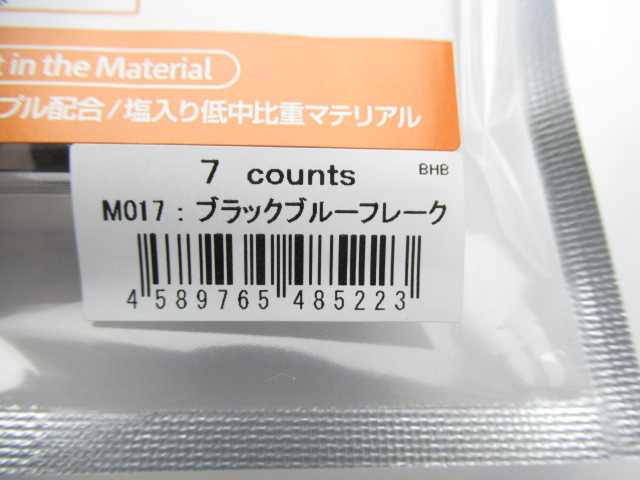 in the Material
ブル配合/塩入り低中比重マテリアル
7 counts
BHB
M017：ブラックブルーフレーク
4 589765 485223